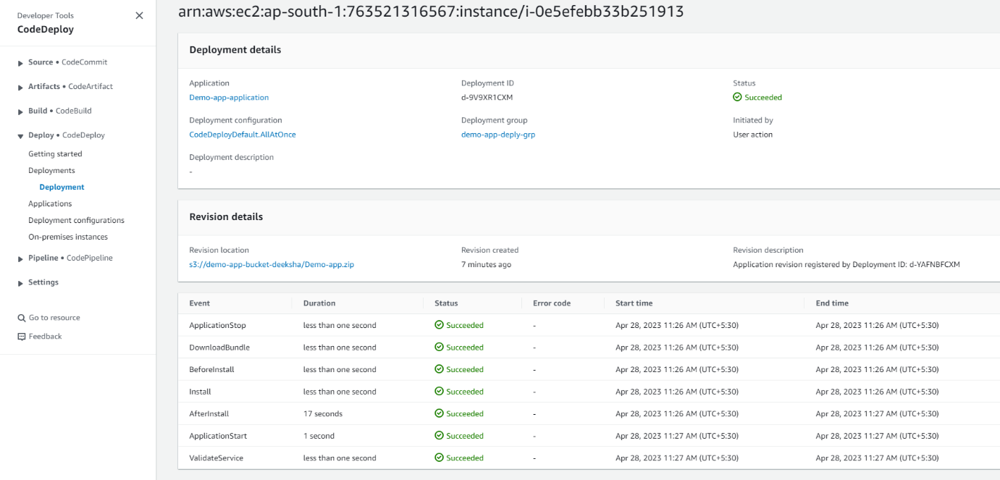 Developer Tools
CodeDeploy
Source • CodeCommit
Artifacts • CodeArtifact
Build • CodeBuild
Deploy • CodeDeploy
Getting started
Deployments
Deployment
Applications
Deployment configurations
On-premises instances
Pipeline • CodePipeline
Settings
Go to resource
Feedback
arn:aws:ec2:ap-south-1:763521316567:instance/i-0e5efebb33b251913
Deployment details
Application Deployment ID Status
Demo-app-application d-9V9XR1CXM Succeeded
Deployment configuration Deployment group Initiated by
CodeDeployDefault.AllAtOnce demo-app-deply-grp User action
Deployment description
-
Revision details
Revision location Revision created Revision description
s3://demo-app-bucket-deeksha/Demo-app.zip 7 minutes ago Application revision registered by Deployment ID: d-YAFNBFCXM
Event Duration Status Error code Start time End time
ApplicationStop less than one second Succeeded - Apr 28, 2023 11:26 AM (UTC+5:30) Apr 28, 2023 11:26 AM (UTC+5:30)
DownloadBundle less than one second Succeeded - Apr 28, 2023 11:26 AM (UTC+5:30) Apr 28, 2023 11:26 AM (UTC+5:30)
BeforeInstall less than one second Succeeded - Apr 28, 2023 11:26 AM (UTC+5:30) Apr 28, 2023 11:26 AM (UTC+5:30)
Install less than one second Succeeded - Apr 28, 2023 11:26 AM (UTC+5:30) Apr 28, 2023 11:26 AM (UTC+5:30)
AfterInstall 17 seconds Succeeded - Apr 28, 2023 11:26 AM (UTC+5:30) Apr 28, 2023 11:27 AM (UTC+5:30)
ApplicationStart 1 second Succeeded - Apr 28, 2023 11:27 AM (UTC+5:30) Apr 28, 2023 11:27 AM (UTC+5:30)
ValidateService less than one second Succeeded - Apr 28, 2023 11:27 AM (UTC+5:30) Apr 28, 2023 11:27 AM (UTC+5:30)